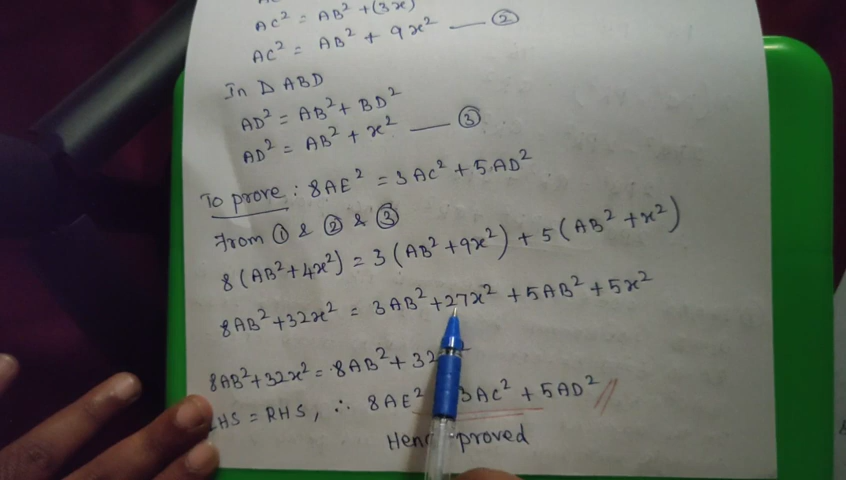 AC² = AB² + (3x)
AC² = AB² + 9x² — ②
In ∆ ABD
AD² = AB² + BD²
AD² = AB² + x² — ③
To prove : 8AE² = 3AC² + 5AD²
From ① & ② & ③
8(AB²+4x²) = 3(AB²+9x²) + 5(AB²+x²)
8AB²+32x² = 3AB²+27x² +5AB²+5x²
8AB²+32x² = 8AB²+32
LHS = RHS, ∴ 8AE² 3AC² + 5AD²
proved